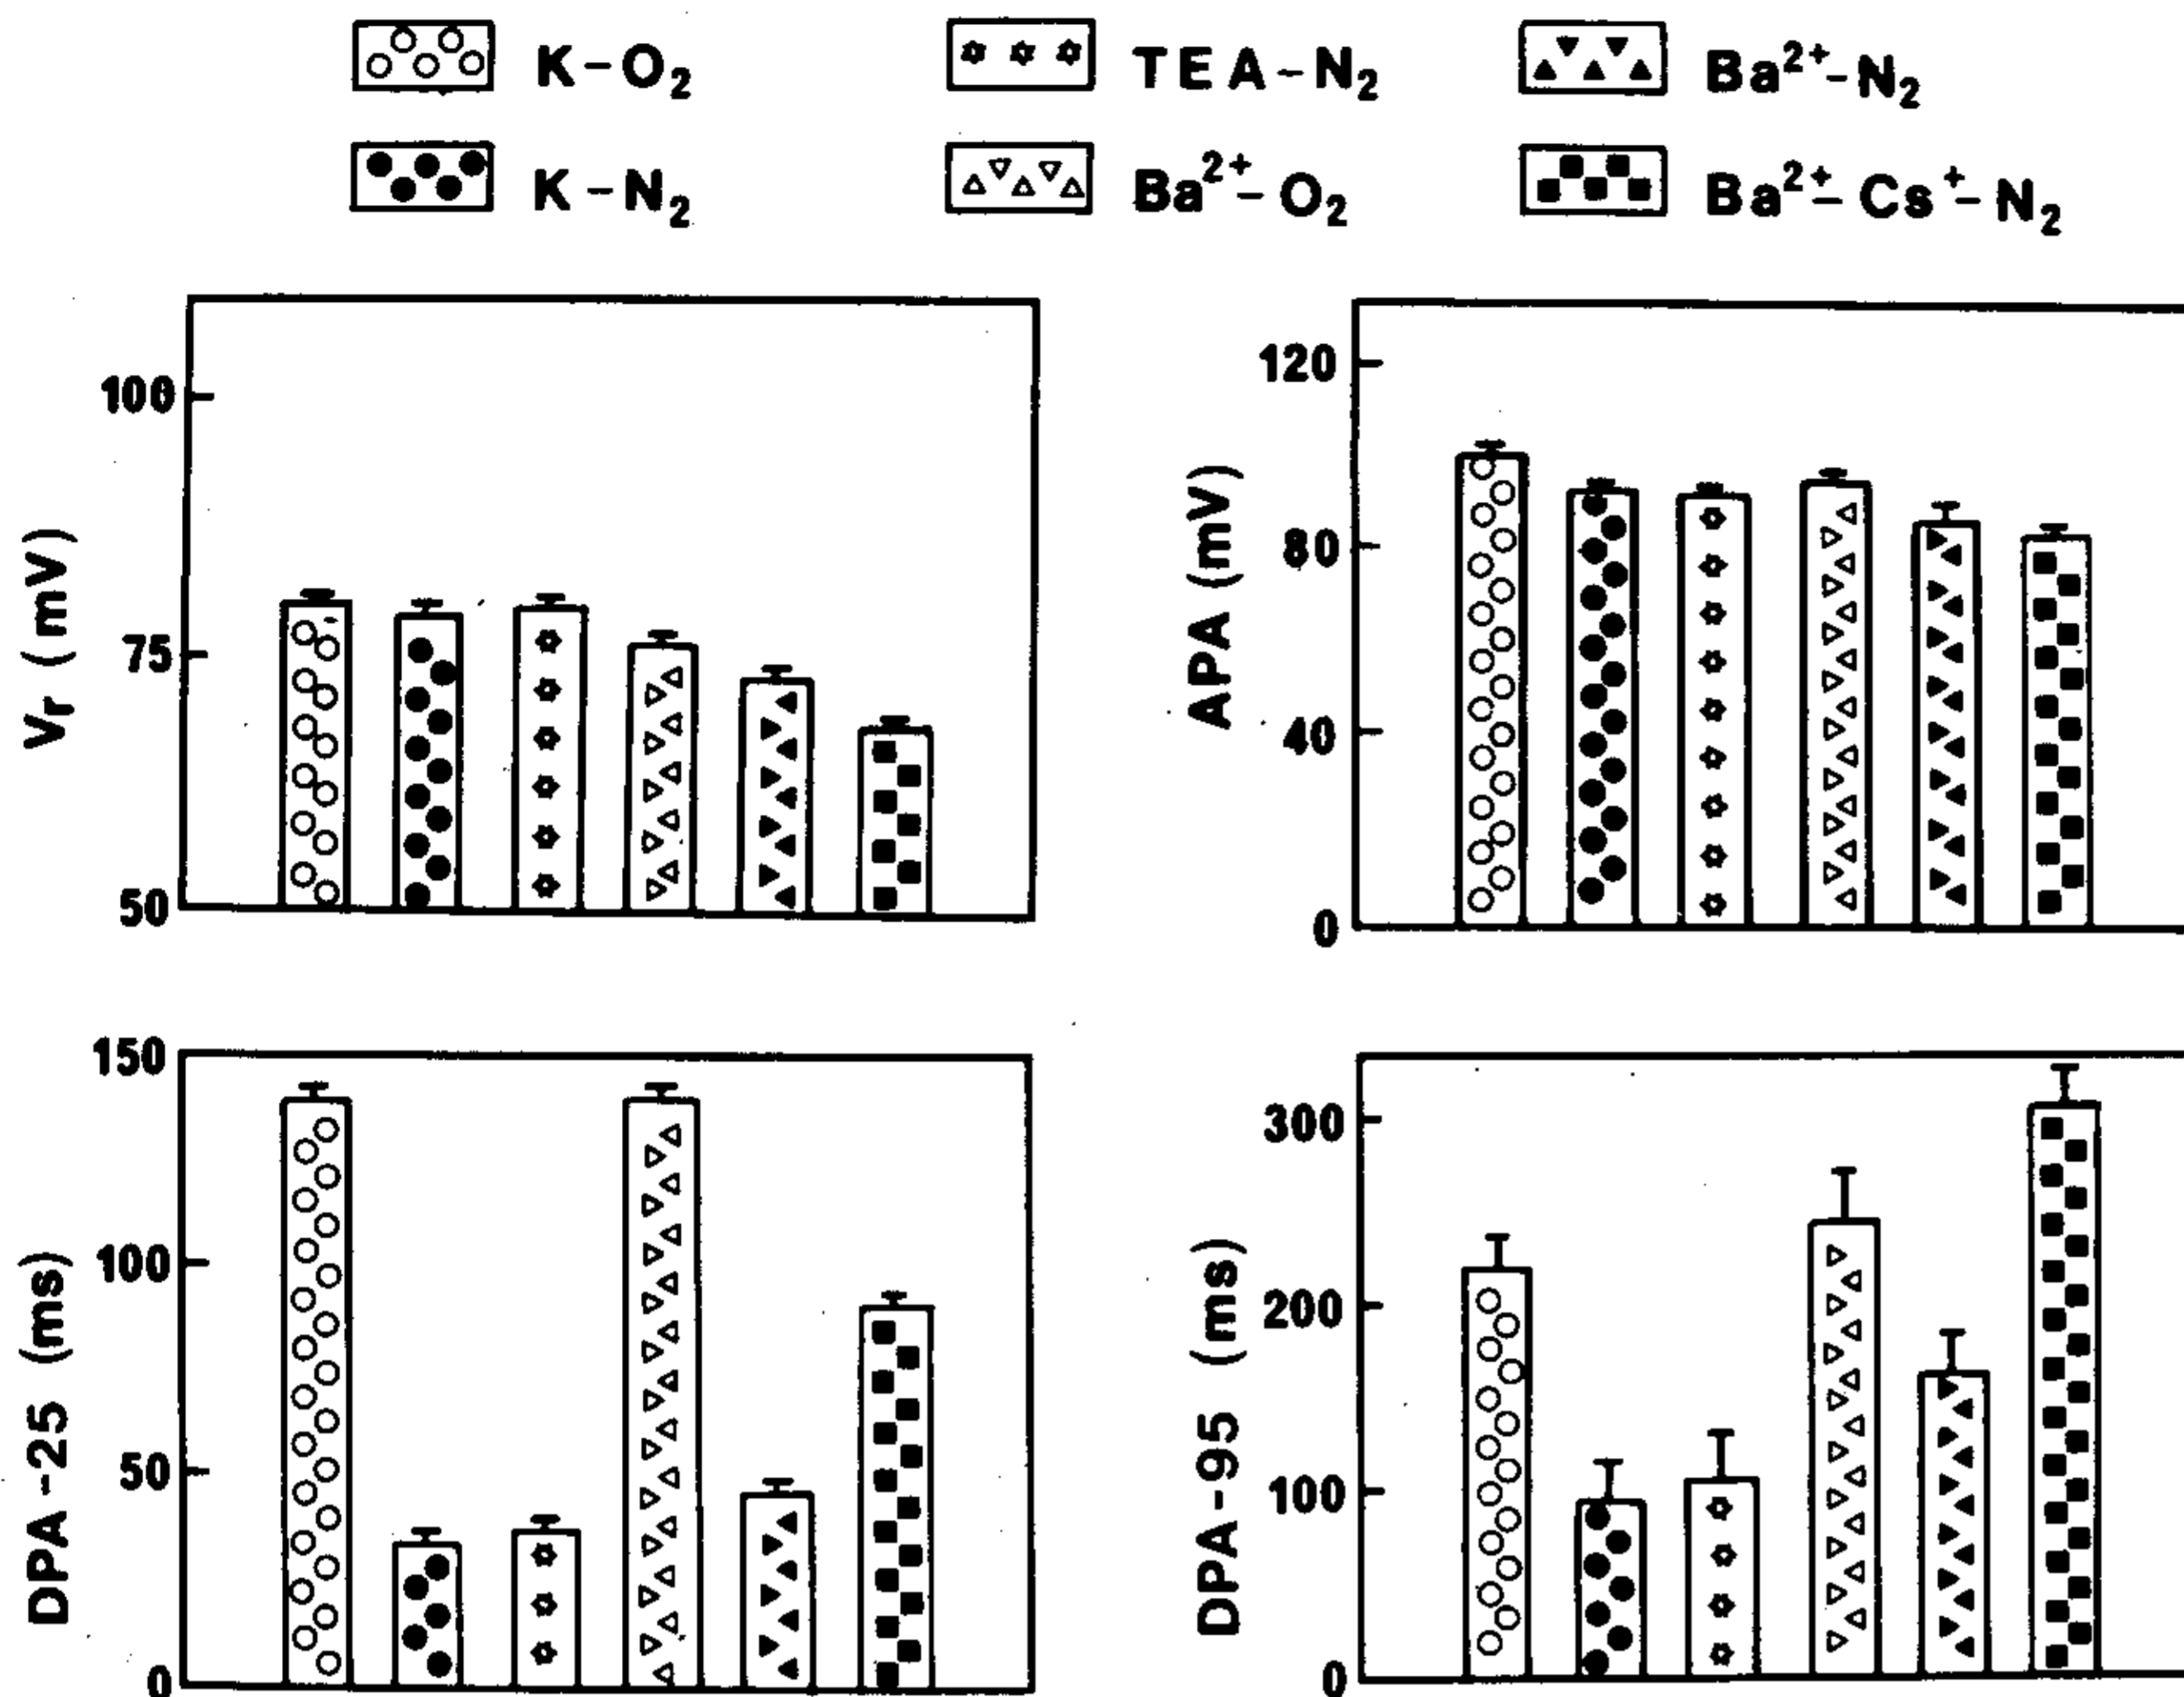 K-O₂ TEA-N₂ Ba²⁺-N₂
K-N₂ Ba²⁺-O₂ Ba²⁺-Cs⁺-N₂
Vr (mV)
100
75
50
APA (mV)
120
80
40
0
DPA-25 (ms)
150
100
50
0
DPA-95 (ms)
300
200
100
0